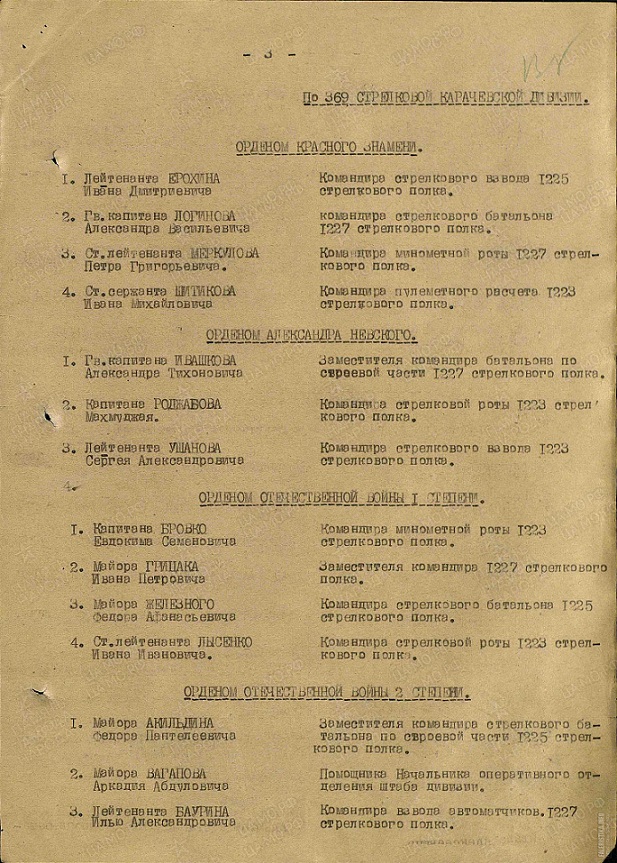 - 3 -
По 369 СТРЕЛКОВОЙ КАРАЧЕВСКОЙ ДИВИЗИИ.
ОРДЕНОМ КРАСНОГО ЗНАМЕНИ.
1. Лейтенанта ЕРОХИНА Командира стрелкового взвода 1225
Ивана Дмитриевича стрелкового полка.
2. Гв.капитана ЛОГИНОВА командира стрелкового батальона
Александра Васильевича 1227 стрелкового полка.
3. Ст.лейтенанта МЕРКУЛОВА Командира минометной роты 1227 стрел-
Петра Григорьевича. кового полка.
4. Ст.сержанта ШИТИКОВА Командира пулеметного расчета 1223
Ивана Михайловича стрелкового полка.
ОРДЕНОМ АЛЕКСАНДРА НЕВСКОГО.
1. Гв.капитана ИВАШКОВА Заместителя командира батальона по
Александра Тихоновича строевой части 1227 стрелкового полка.
2. Капитана РОДЖАБОВА Командира стрелковой роты 1223 стрел
Махмуджая. кового полка.
3. Лейтенанта УШАНОВА Командира стрелкового взвода 1223
Сергея Александровича стрелкового полка.
4.
ОРДЕНОМ ОТЕЧЕСТВЕННОЙ ВОЙНЫ I СТЕПЕНИ.
1. Капитана БРОВКО Командира минометной роты 1223
Евдокима Семеновича стрелкового полка.
2. Майора ГРИЦАКА Заместителя командира 1227 стрелкового
Ивана Петровича полка.
3. Майора ЖЕЛЕЗНОГО Командира стрелкового батальона 1225
Федора Афанасьевича стрелкового полка.
4. Ст.лейтенанта ЛЫСЕНКО Командира стрелковой роты 1223 стрел-
Ивана Ивановича. кового полка.
ОРДЕНОМ ОТЕЧЕСТВЕННОЙ ВОЙНЫ 2 СТЕПЕНИ.
1. Майора АКИЛЬДИНА Заместителя командира стрелкового ба-
Федора Пантелеевича тальона по строевой части 1225 стрел-
кового полка.
2. Майора ВАГАПОВА Помощника Начальника оперативного от-
Аркадия Абдуловича деления штаба дивизии.
3. Лейтенанта БАУРИНА Командира взвода автоматчиков.1227
Илью Александровича стрелкового полка.